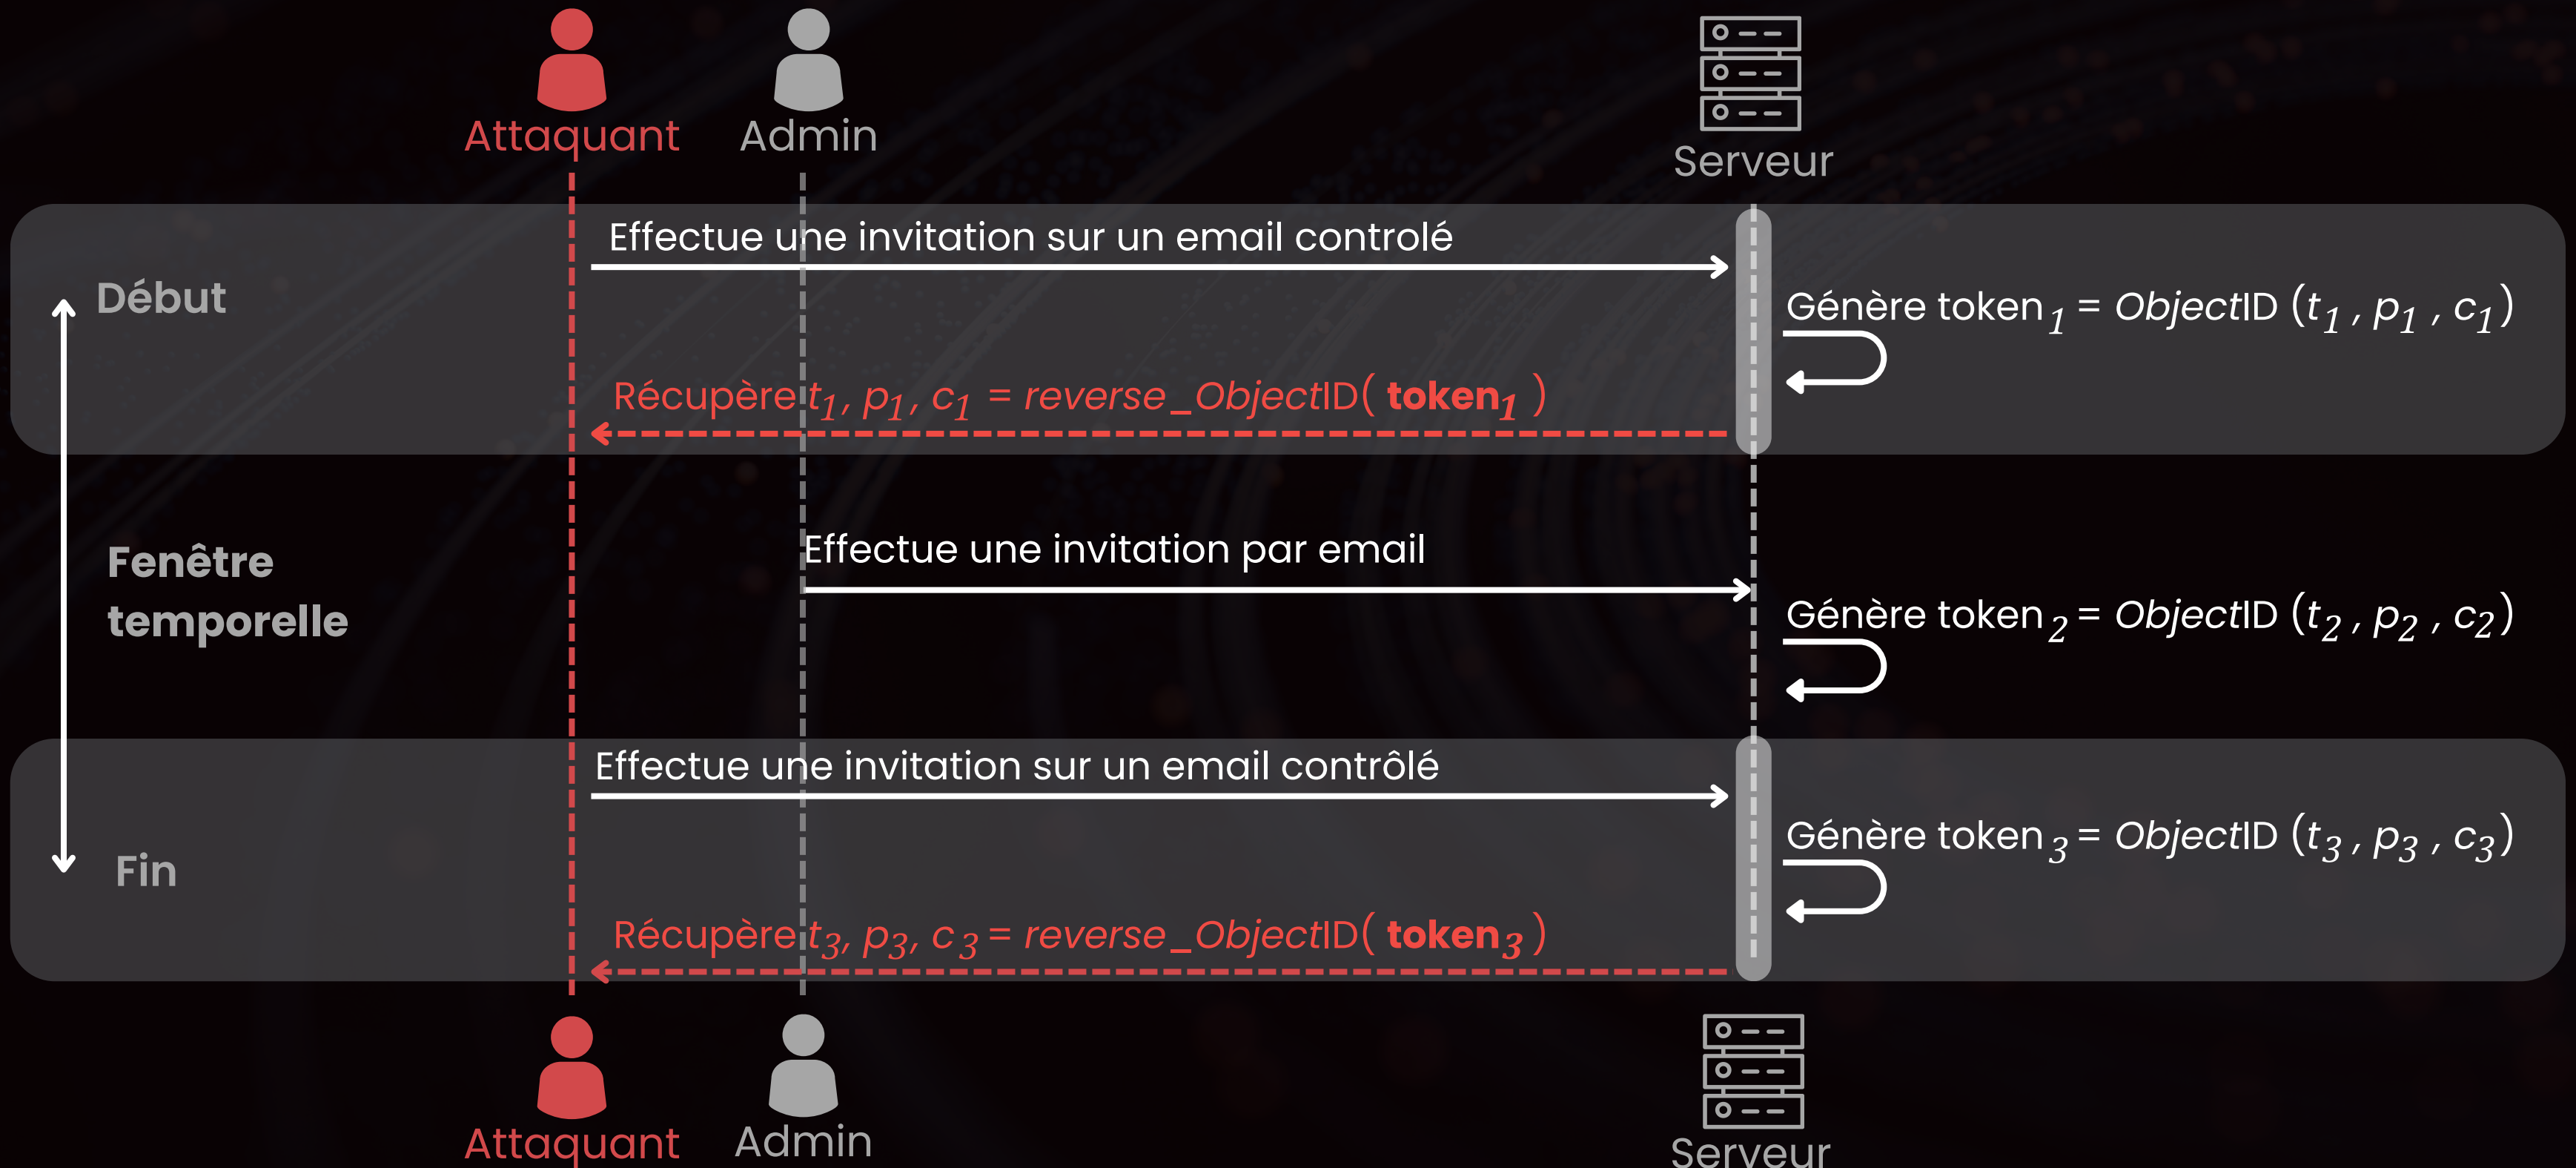 Attaquant
Admin
Serveur
Effectue une invitation sur un email controlé
Début
Génère token1 = ObjectID (t1 , p1 , c1)
Récupère t1, p1, c1 = reverse_ObjectID( token1 )
Effectue une invitation par email
Fenêtre
temporelle
Génère token2 = ObjectID (t2 , p2 , c2)
Effectue une invitation sur un email contrôlé
Génère token3 = ObjectID (t3 , p3 , c3)
Fin
Récupère t3, p3, c3 = reverse_ObjectID( token3 )
Attaquant
Admin
Serveur